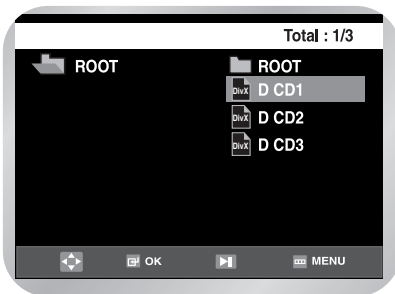 Total : 1/3
ROOT ROOT
DivX D CD1
DivX D CD2
DivX D CD3
OK MENU